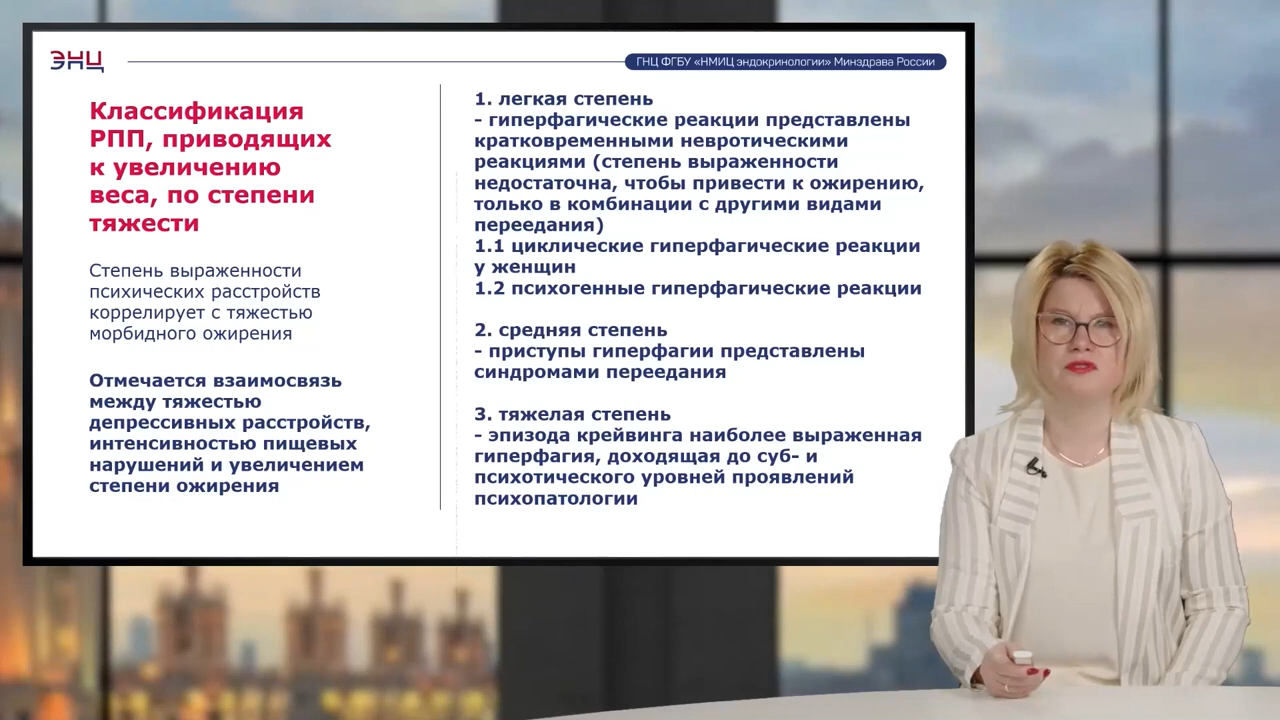 ЭНЦ
ГНЦ ФГБУ «НМИЦ эндокринологии» Минздрава России
Классификация
РПП, приводящих
к увеличению
веса, по степени
тяжести
Степень выраженности
психических расстройств
коррелирует с тяжестью
морбидного ожирения
Отмечается взаимосвязь
между тяжестью
депрессивных расстройств,
интенсивностью пищевых
нарушений и увеличением
степени ожирения
1. легкая степень
- гиперфагические реакции представлены
кратковременными невротическими
реакциями (степень выраженности
недостаточна, чтобы привести к ожирению,
только в комбинации с другими видами
переедания)
1.1 циклические гиперфагические реакции
у женщин
1.2 психогенные гиперфагические реакции
2. средняя степень
- приступы гиперфагии представлены
синдромами переедания
3. тяжелая степень
- эпизода крейвинга наиболее выраженная
гиперфагия, доходящая до суб- и
психотического уровней проявлений
психопатологии